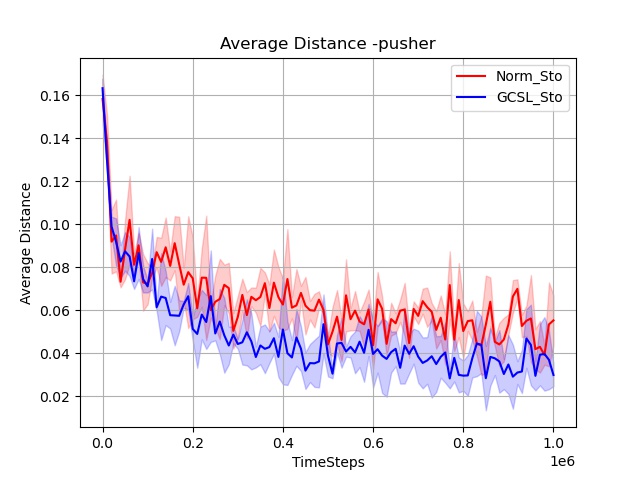 Average Distance -pusher
Norm_Sto
GCSL_Sto
Average Distance
0.16
0.14
0.12
0.10
0.08
0.06
0.04
0.02
0.0 0.2 0.4 0.6 0.8 1.0
1e6
TimeSteps